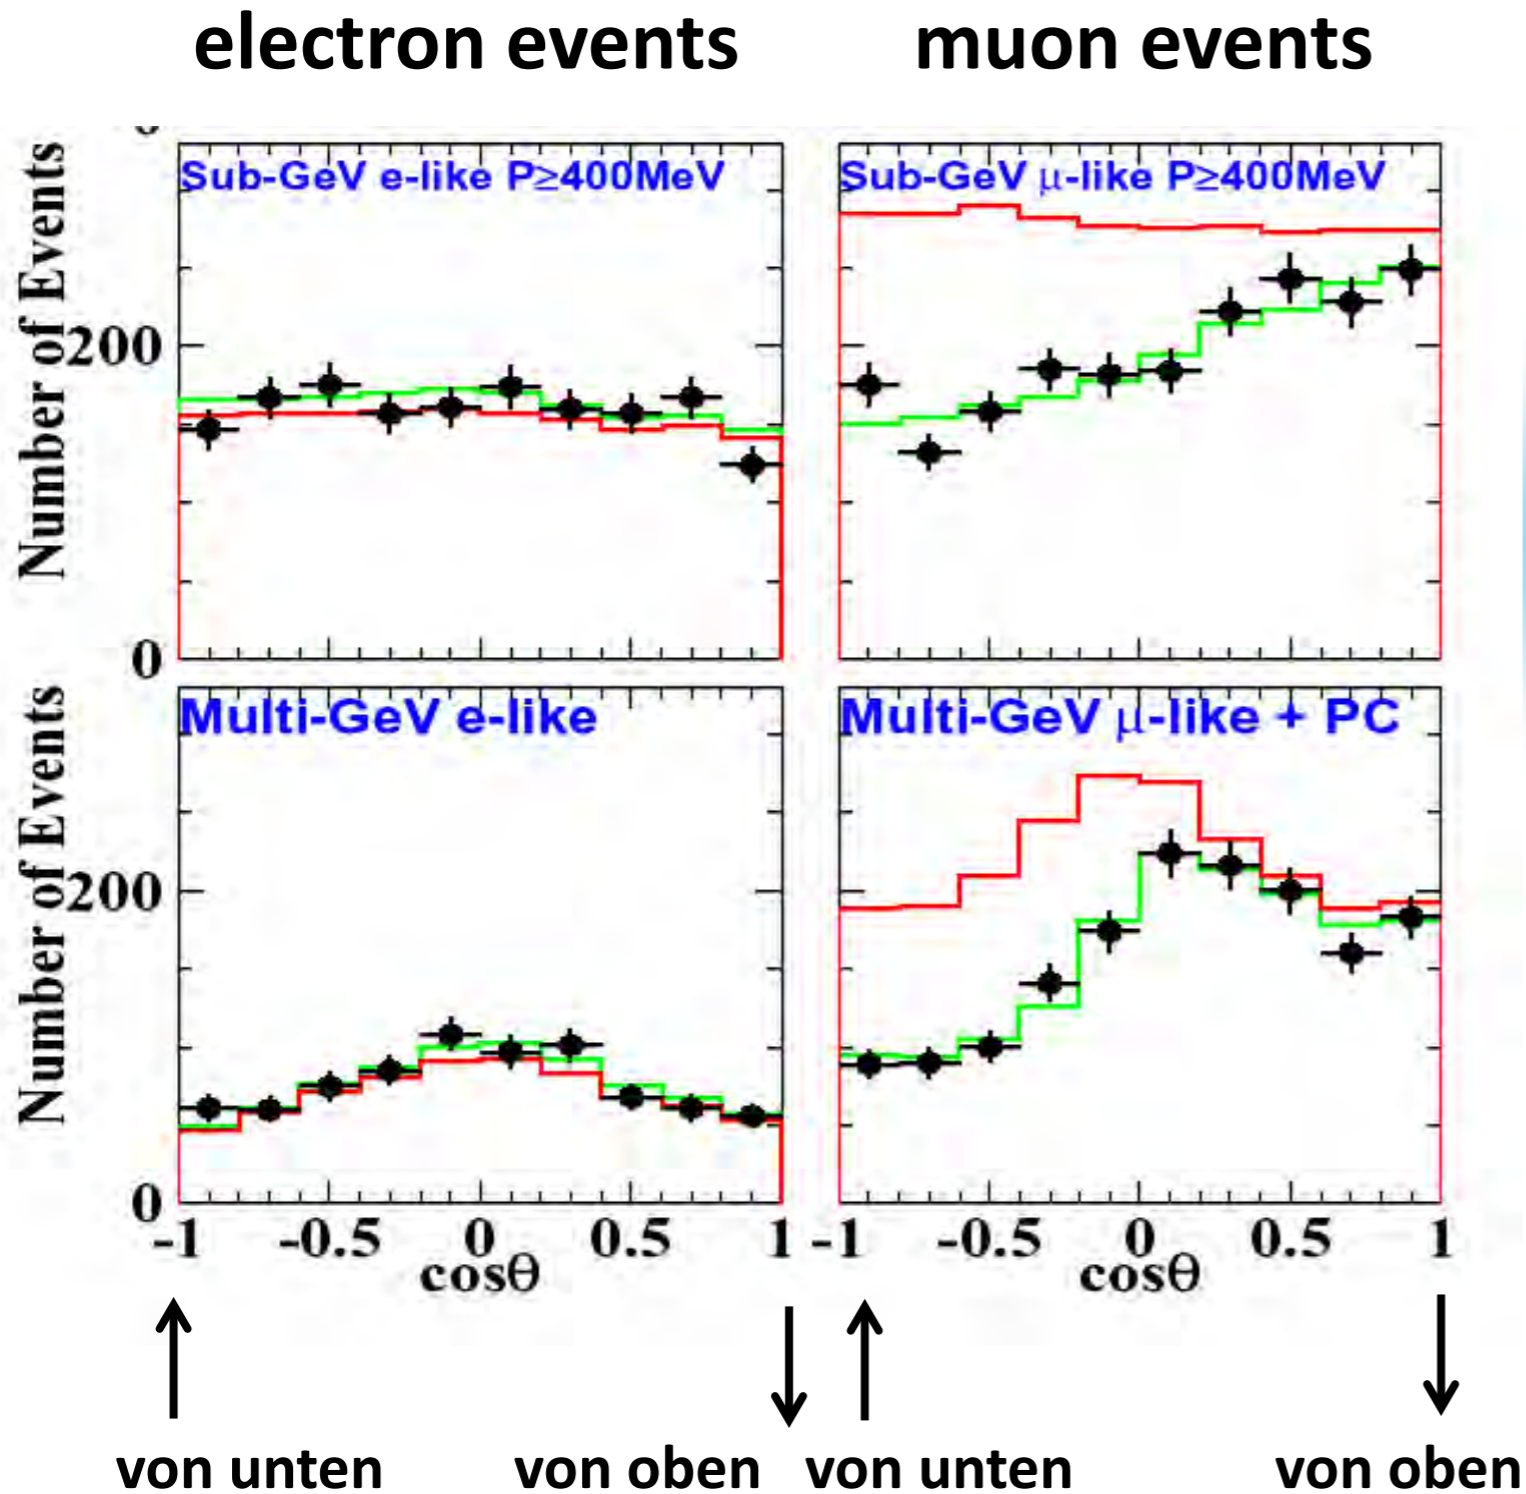 electron events
muon events
Sub-GeV e-like P≥400MeV
Sub-GeV μ-like P≥400MeV
Number of Events
200
0
Multi-GeV e-like
Multi-GeV μ-like + PC
Number of Events
200
0
-1 -0.5 0 0.5 1
-1 -0.5 0 0.5 1
cosθ
cosθ
von unten
von oben
von unten
von oben